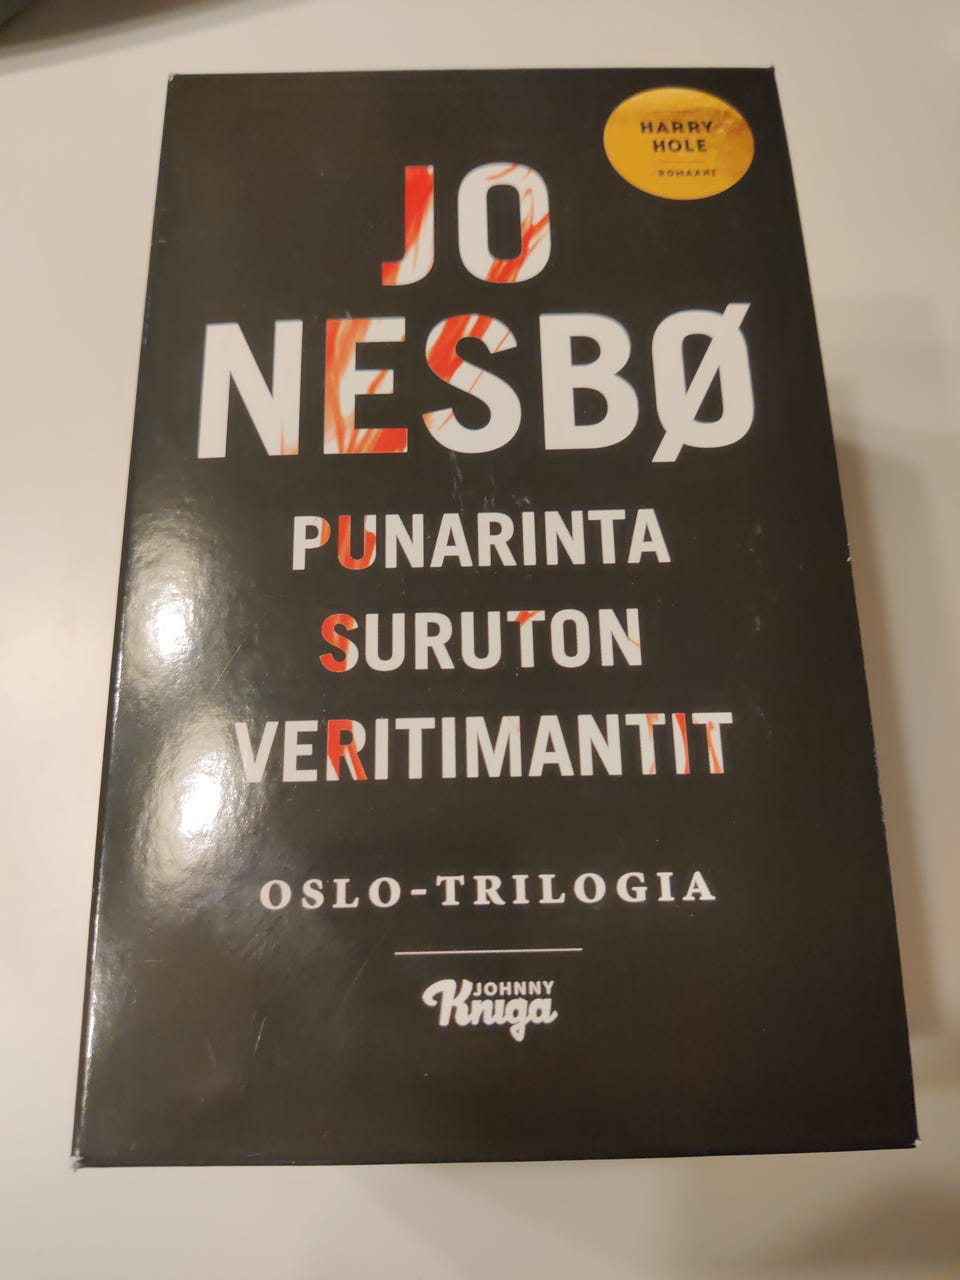 HARRY
HOLE
ROMAANI
JO
NESBØ
PUNARINTA
SURUTON
VERITIMANTIT
OSLO-TRILOGIA
JOHNNY
Kniga